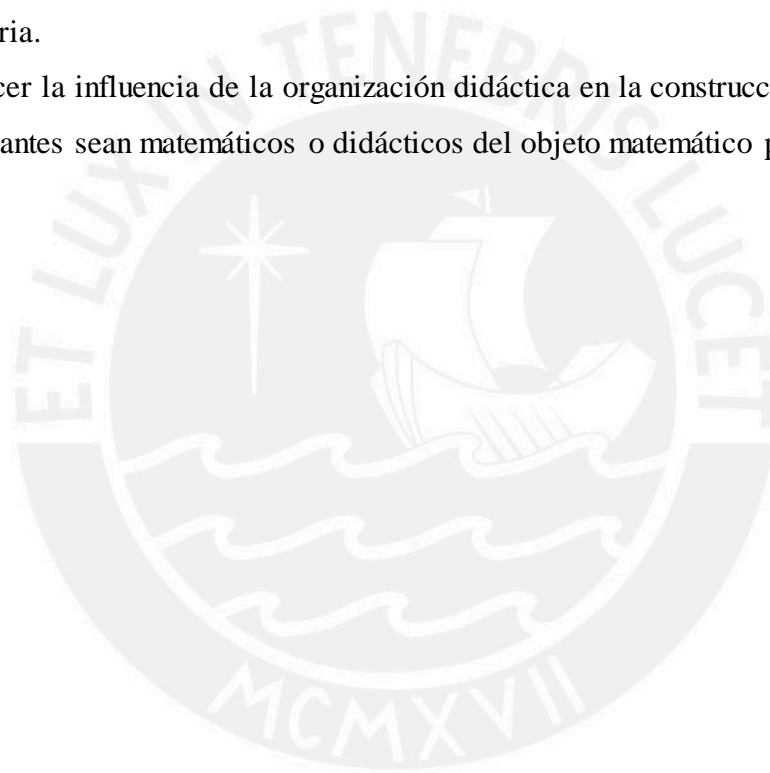 ria.
cer la influencia de la organización didáctica en la construcc
antes sean matemáticos o didácticos del objeto matemático p
ET LUX IN TENEBRIS LUCET
MCMXVII